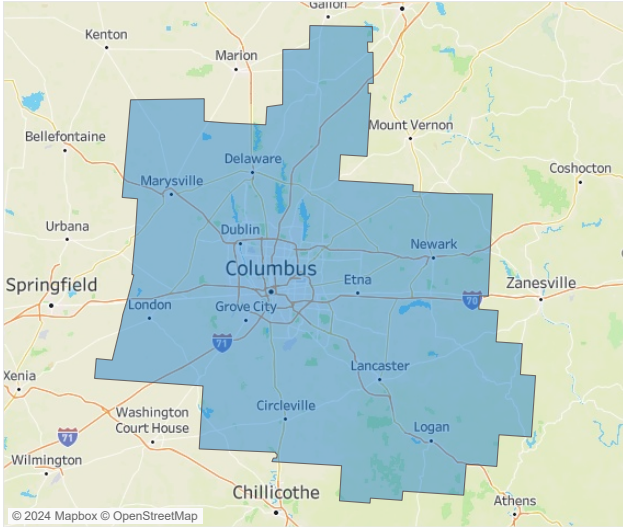 Galion
Kenton
Marion
Mount Vernon
Bellefontaine
Delaware
Coshocton
Marysville
Urbana
Dublin
Newark
Columbus
Springfield
Etna
Zanesville
70
London
Grove City
71
Lancaster
Xenia
Circleville
Washington
Court House
Logan
71
Wilmington
Chillicothe
Athens
© 2024 Mapbox © OpenStreetMap